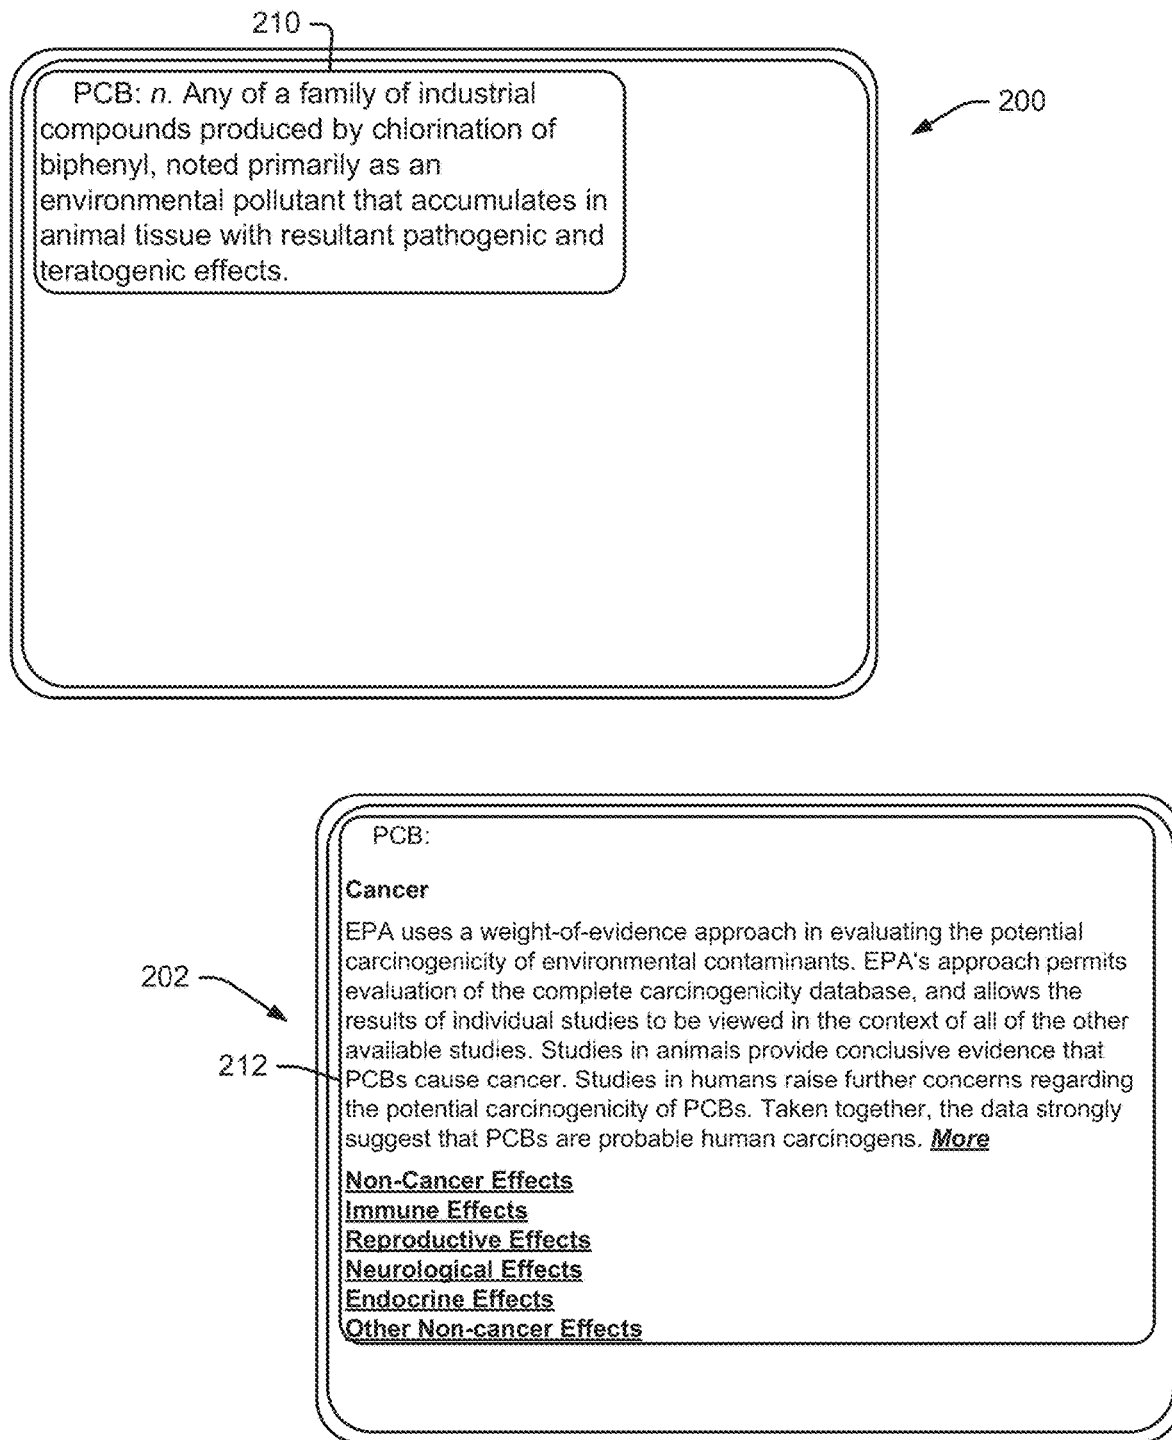 210
PCB: n. Any of a family of industrial
compounds produced by chlorination of
biphenyl, noted primarily as an
environmental pollutant that accumulates in
animal tissue with resultant pathogenic and
teratogenic effects.
200
PCB:
Cancer
EPA uses a weight-of-evidence approach in evaluating the potential
carcinogenicity of environmental contaminants. EPA's approach permits
evaluation of the complete carcinogenicity database, and allows the
results of individual studies to be viewed in the context of all of the other
available studies. Studies in animals provide conclusive evidence that
PCBs cause cancer. Studies in humans raise further concerns regarding
the potential carcinogenicity of PCBs. Taken together, the data strongly
suggest that PCBs are probable human carcinogens. More
Non-Cancer Effects
Immune Effects
Reproductive Effects
Neurological Effects
Endocrine Effects
Other Non-cancer Effects
202
212